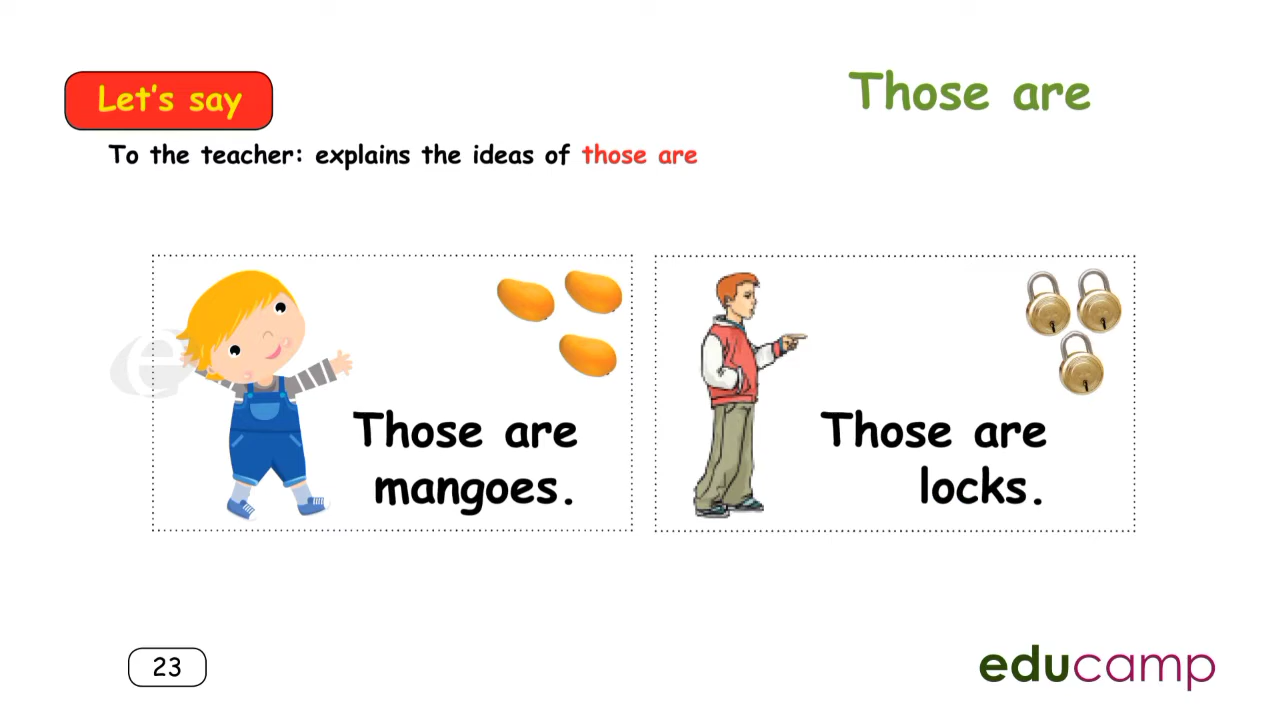 Let's say
Those are
To the teacher: explains the ideas of those are
Those are
mangoes.
Those are
locks.
23
educamp